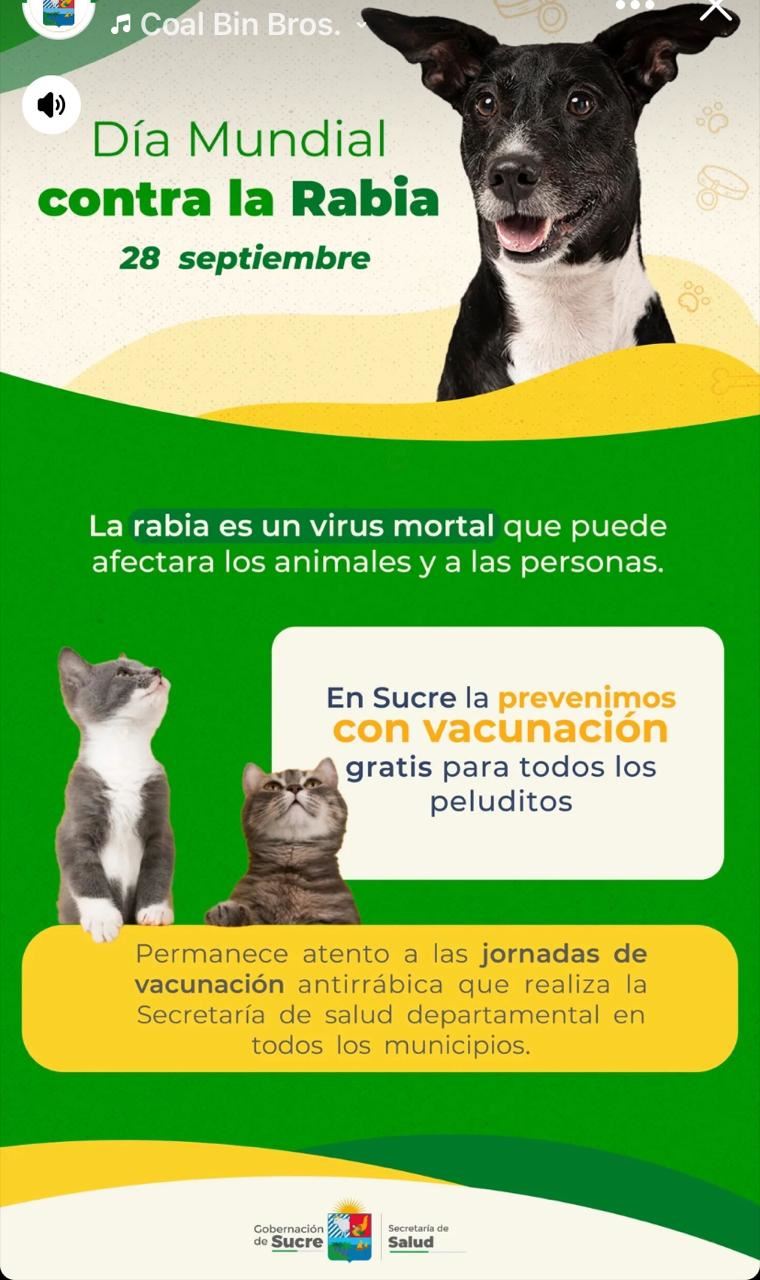 Coal Bin Bros.
Día Mundial
contra la Rabia
28 septiembre
La rabia es un virus mortal que puede
afectara los animales y a las personas.
En Sucre la prevenimos
con vacunación
gratis para todos los
peluditos
Permanece atento a las jornadas de
vacunación antirrábica que realiza la
Secretaría de salud departamental en
todos los municipios.
Gobernación
de Sucre
Secretaría de
Salud